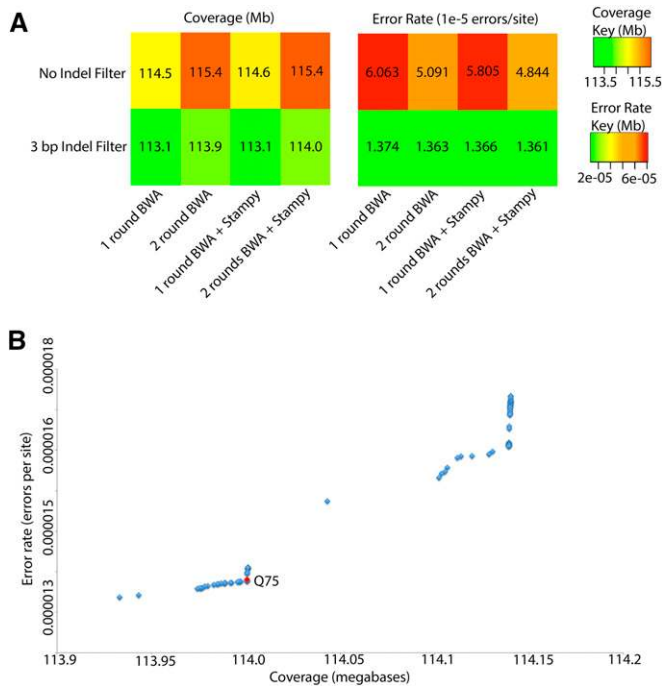 A
Coverage (Mb)
Error Rate (1e-5 errors/site)
Coverage
Key (Mb)
113.5 115.5
Error Rate
Key (Mb)
2e-05 6e-05
No Indel Filter
114.5 115.4 114.6 115.4
6.063 5.091 5.805 4.844
3 bp Indel Filter
113.1 113.9 113.1 114.0
1.374 1.363 1.366 1.361
1 round BWA
2 round BWA
1 round BWA + Stampy
2 rounds BWA + Stampy
1 round BWA
2 round BWA
1 round BWA + Stampy
2 rounds BWA + Stampy
B
Error rate (errors per site)
0.000018
0.000016
0.000015
0.000013
Q75
113.9 113.95 114.0 114.05 114.1 114.15 114.2
Coverage (megabases)